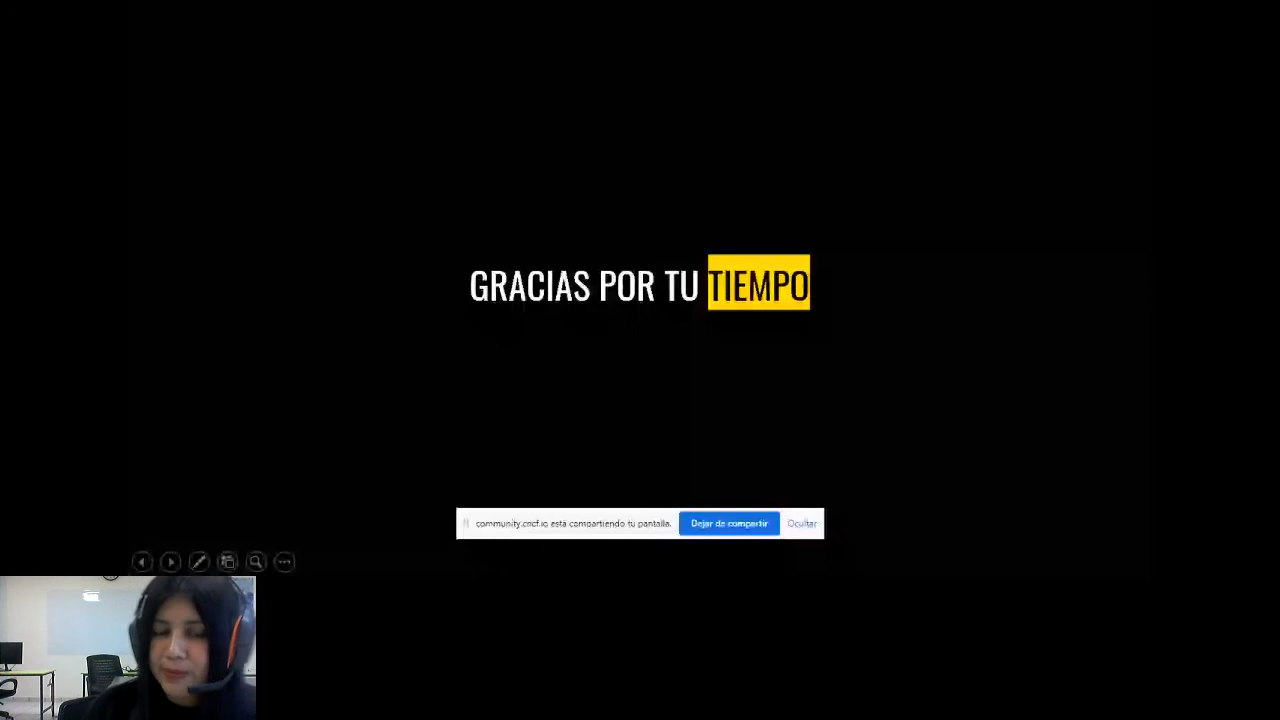 GRACIAS POR TU TIEMPO
community.cncf.io está compartiendo tu pantalla. Dejar de compartir Ocultar